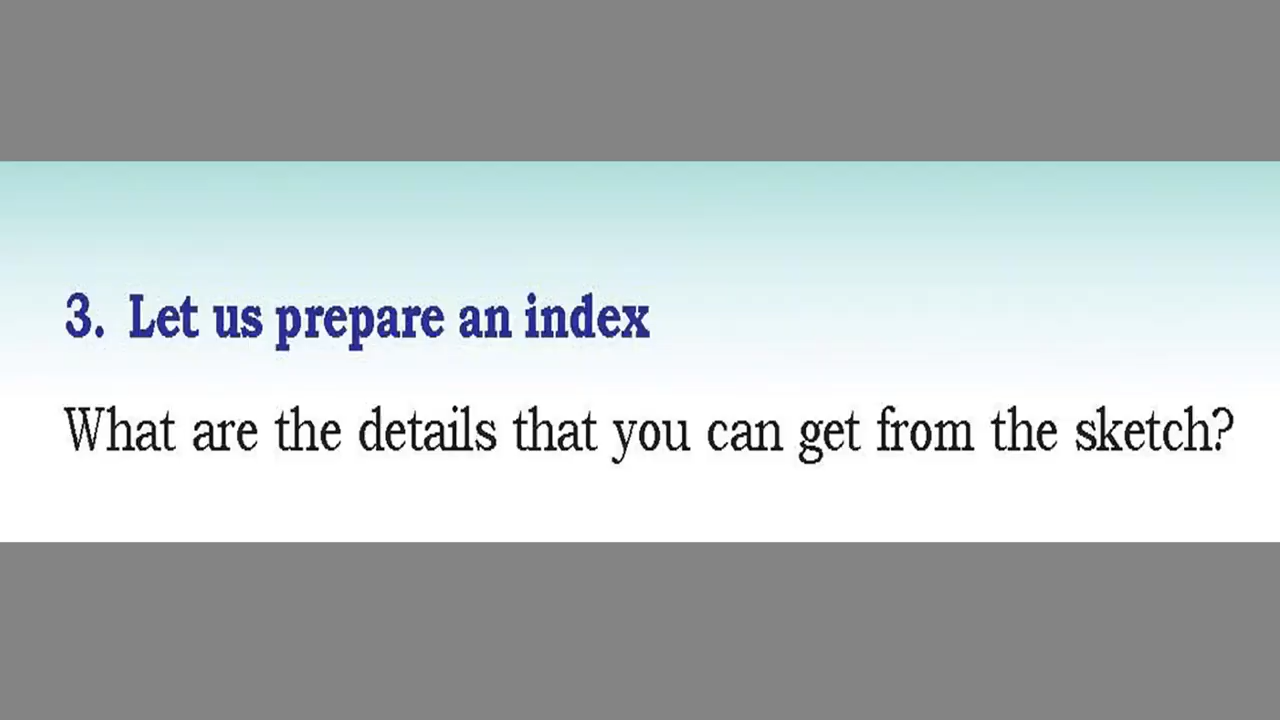 3. Let us prepare an index
What are the details that you can get from the sketch?